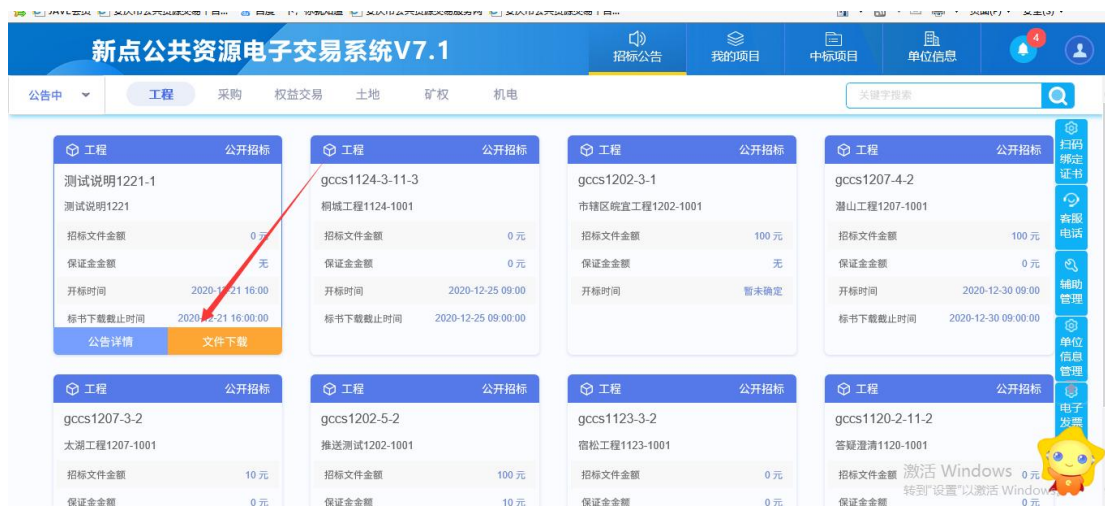 新点公共资源电子交易系统V7.1
招标公告 我的项目 中标项目 单位信息 4
公告中 工程 采购 权益交易 土地 矿权 机电 关键字搜索
工程 公开招标
测试说明1221-1
测试说明1221
招标文件金额 0 元
保证金金额 无
开标时间 2020-12-21 16:00
标书下载截止时间 2020-12-21 16:00:00
公告详情 文件下载
工程 公开招标
gccs1124-3-11-3
桐城工程1124-1001
招标文件金额 0 元
保证金金额 0 元
开标时间 2020-12-25 09:00
标书下载截止时间 2020-12-25 09:00:00
工程 公开招标
gccs1202-3-1
市辖区皖宜工程1202-1001
招标文件金额 100 元
保证金金额 无
开标时间 暂未确定
工程 公开招标
gccs1207-4-2
潜山工程1207-1001
招标文件金额 100 元
保证金金额 0 元
开标时间 2020-12-30 09:00
标书下载截止时间 2020-12-30 09:00:00
工程 公开招标
gccs1207-3-2
太湖工程1207-1001
招标文件金额 10 元
保证金金额 0 元
工程 公开招标
gccs1202-5-2
推送测试1202-1001
招标文件金额 100 元
保证金金额 10 元
工程 公开招标
gccs1123-3-2
宿松工程1123-1001
招标文件金额 0 元
保证金金额 0 元
工程 公开招标
gccs1120-2-11-2
答疑澄清1120-1001
招标文件金额 0 元
保证金金额 0 元
扫码
绑定
证书
客服
电话
辅助
管理
单位
信息
管理
电子
发票
激活 Windows
转到"设置"以激活 Windows